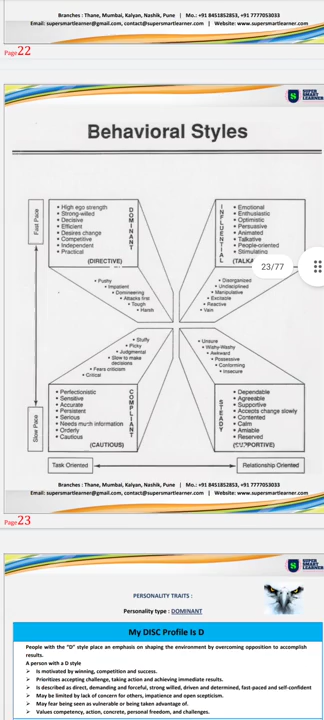 Branches : Thane, Mumbai, Kalyan, Nashik, Pune | Mo.: +91 8451852853, +91 7777053033
Email: supersmartlearner@gmail.com, contact@supersmartlearner.com | Website: www.supersmartlearner.com
Page22
SUPER
SMART
LEARNER
Behavioral Styles
Fast Pace
• High ego strength
• Strong-willed
• Decisive
• Efficient
• Desires change
• Competitive
• Independent
• Practical
(DIRECTIVE)
DOMINANT
INFLUENTIAL
• Emotional
• Enthusiastic
• Optimistic
• Persuasive
• Animated
• Talkative
• People-oriented
• Stimulating
(TALKA
23/77
• Pushy
• Impatient
• Domineering
• Attacks first
• Tough
• Harsh
• Disorganised
• Undisciplined
• Manipulative
• Excitable
• Reactive
• Vain
• Stuffy
• Picky
• Judgmental
• Slow to make
decisions
• Fears criticism
• Critical
• Unsure
• Wishy-Washy
• Awkward
• Possessive
• Conforming
• Insecure
Slow Pace
• Perfectionistic
• Sensitive
• Accurate
• Persistent
• Serious
• Needs much information
• Orderly
• Cautious
(CAUTIOUS)
COMPLIANT
STEADY
• Dependable
• Agreeable
• Supportive
• Accepts change slowly
• Contented
• Calm
• Amiable
• Reserved
(SUPPORTIVE)
Task Oriented
Relationship Oriented
Branches : Thane, Mumbai, Kalyan, Nashik, Pune | Mo.: +91 8451852853, +91 7777053033
Email: supersmartlearner@gmail.com, contact@supersmartlearner.com | Website: www.supersmartlearner.com
Page23
SUPER
SMART
LEARNER
PERSONALITY TRAITS :
Personality type : DOMINANT
My DISC Profile is D
People with the "D" style place an emphasis on shaping the environment by overcoming opposition to accomplish
results.
A person with a D style
➢ Is motivated by winning, competition and success.
➢ Prioritizes accepting challenge, taking action and achieving immediate results.
➢ Is described as direct, demanding and forceful, strong willed, driven and determined, fast-paced and self-confident
➢ May be limited by lack of concern for others, impatience and open scepticism.
➢ May fear being seen as vulnerable or being taken advantage of.
➢ Values competency, action, concrete, personal freedom, and challenges.